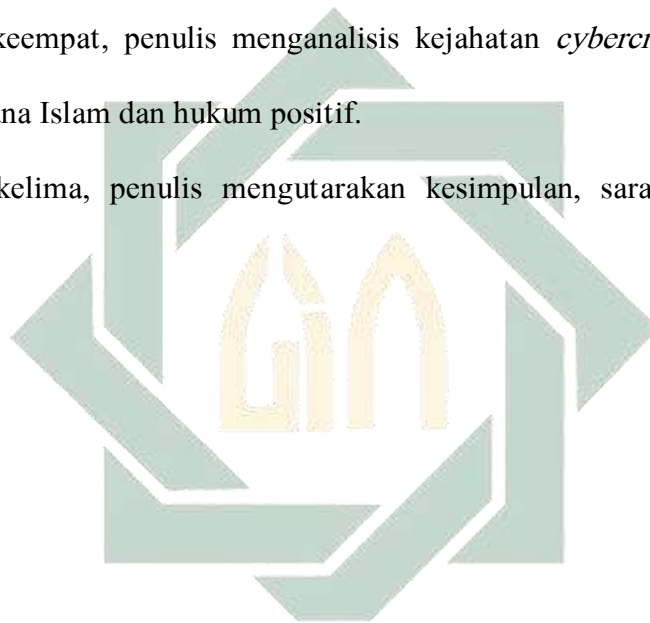 keempat, penulis menganalisis kejahatan
na Islam dan hukum positif.
kelima, penulis mengutarakan kesimpulan,